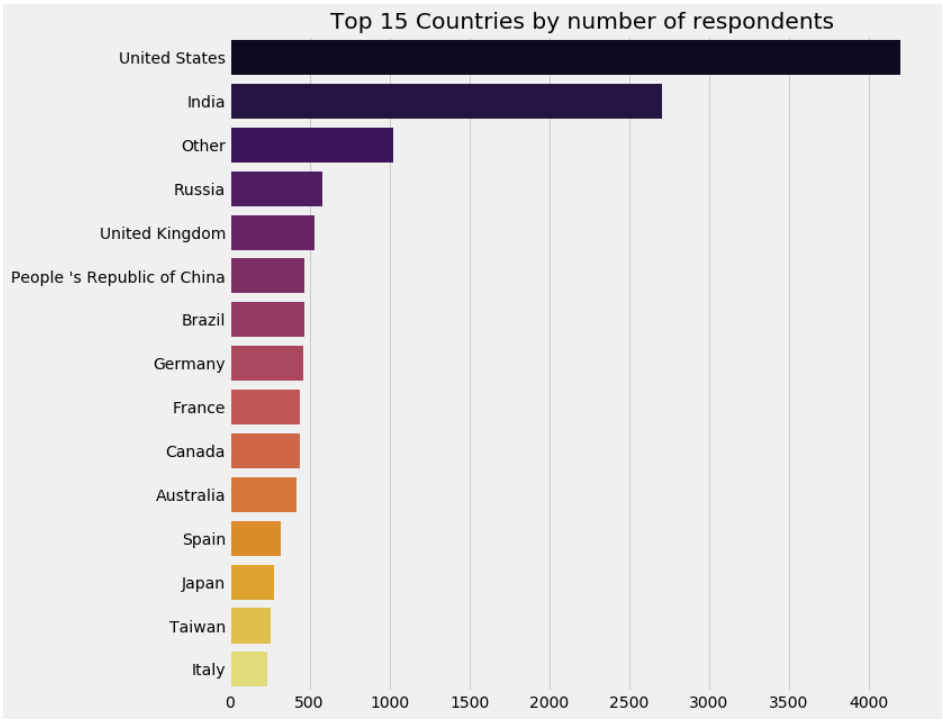 Top 15 Countries by number of respondents
United States
India
Other
Russia
United Kingdom
People 's Republic of China
Brazil
Germany
France
Canada
Australia
Spain
Japan
Taiwan
Italy
0 500 1000 1500 2000 2500 3000 3500 4000